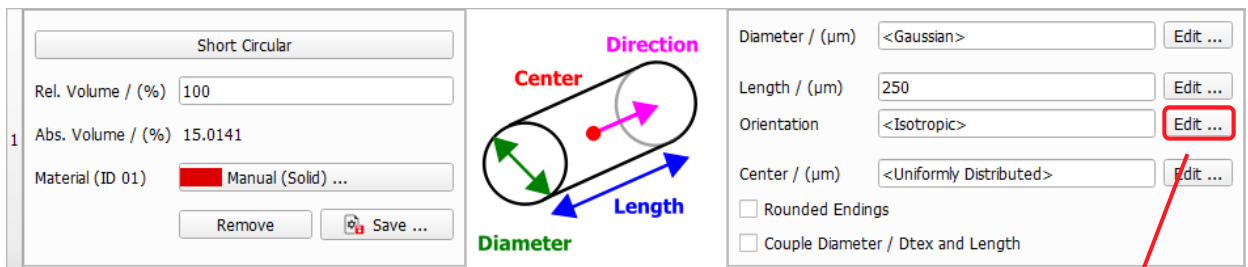 1
Short Circular
Rel. Volume / (%) 100
Abs. Volume / (%) 15.0141
Material (ID 01) Manual (Solid) ...
Remove Save ...
Direction
Center
Length
Diameter
Diameter / (µm) <Gaussian> Edit ...
Length / (µm) 250 Edit ...
Orientation <Isotropic> Edit ...
Center / (µm) <Uniformly Distributed> Edit ...
Rounded Endings
Couple Diameter / Dtex and Length